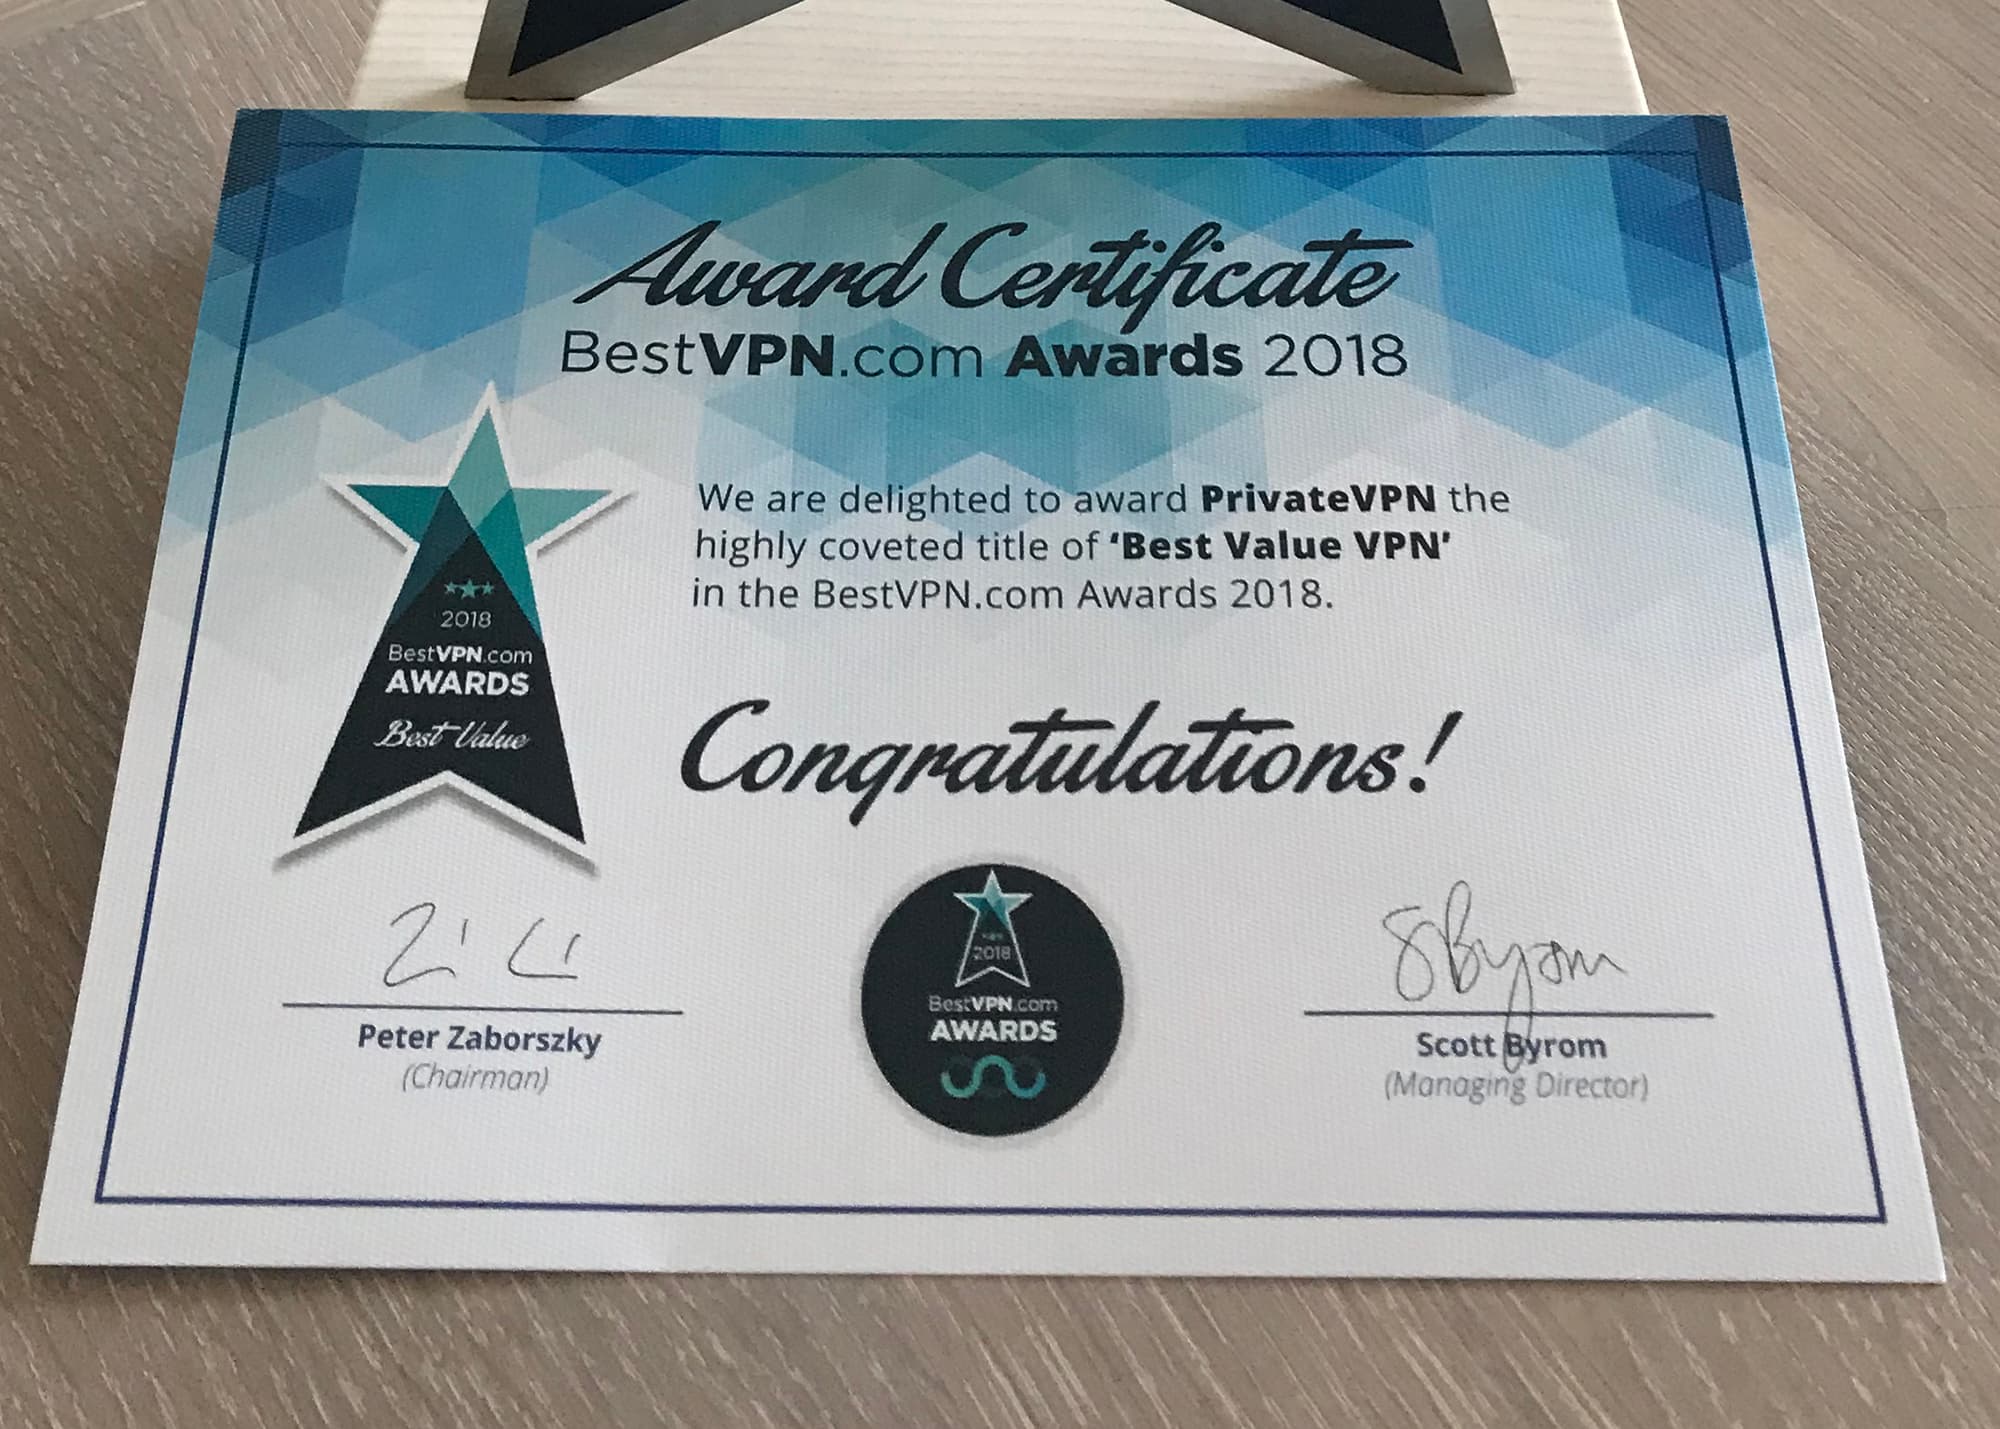 Award Certificate
BestVPN.com Awards 2018
We are delighted to award PrivateVPN the
highly coveted title of ‘Best Value VPN’
in the BestVPN.com Awards 2018.
2018
BestVPN.com
AWARDS
Best Value
Congratulations!
SByrom
Peter Zaborszky
(Chairman)
2018
BestVPN.com
AWARDS
Scott Byrom
(Managing Director)